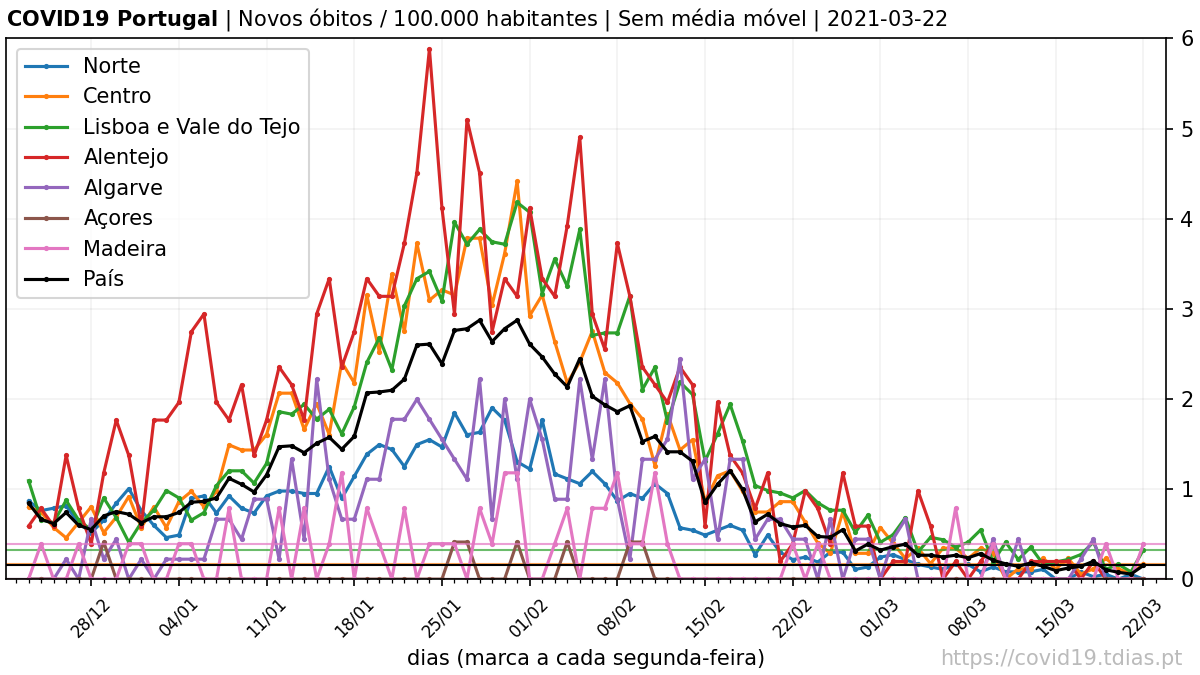 COVID19 Portugal | Novos óbitos / 100.000 habitantes | Sem média móvel | 2021-03-22
Norte
Centro
Lisboa e Vale do Tejo
Alentejo
Algarve
Açores
Madeira
País
6
5
4
3
2
1
0
28/12 04/01 11/01 18/01 25/01 01/02 08/02 15/02 22/02 01/03 08/03 15/03 22/03
dias (marca a cada segunda-feira)
https://covid19.tdias.pt